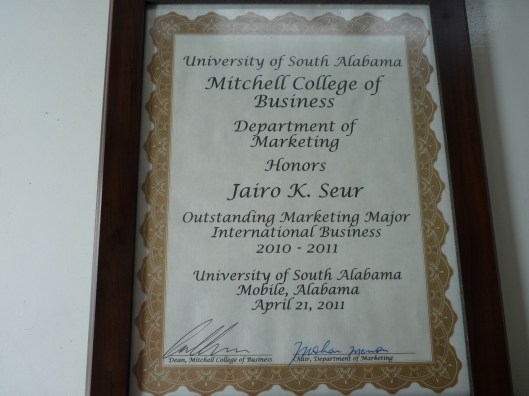 University of South Alabama
Mitchell College of
Business
Department of
Marketing
Honors
Jairo K. Seur
Outstanding Marketing Major
International Business
2010 - 2011
University of South Alabama
Mobile, Alabama
April 21, 2011
Dean, Mitchell College of Business
Chair, Department of Marketing